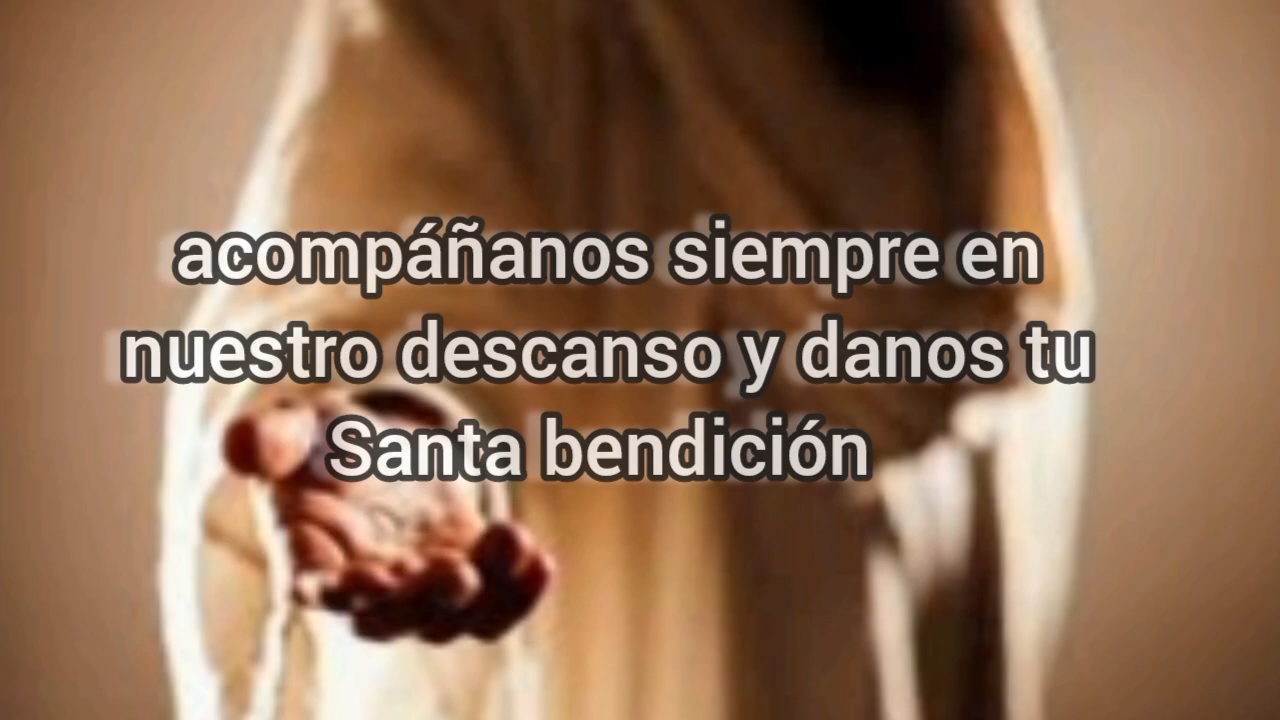 acompáñanos siempre en
nuestro descanso y danos tu
Santa bendición